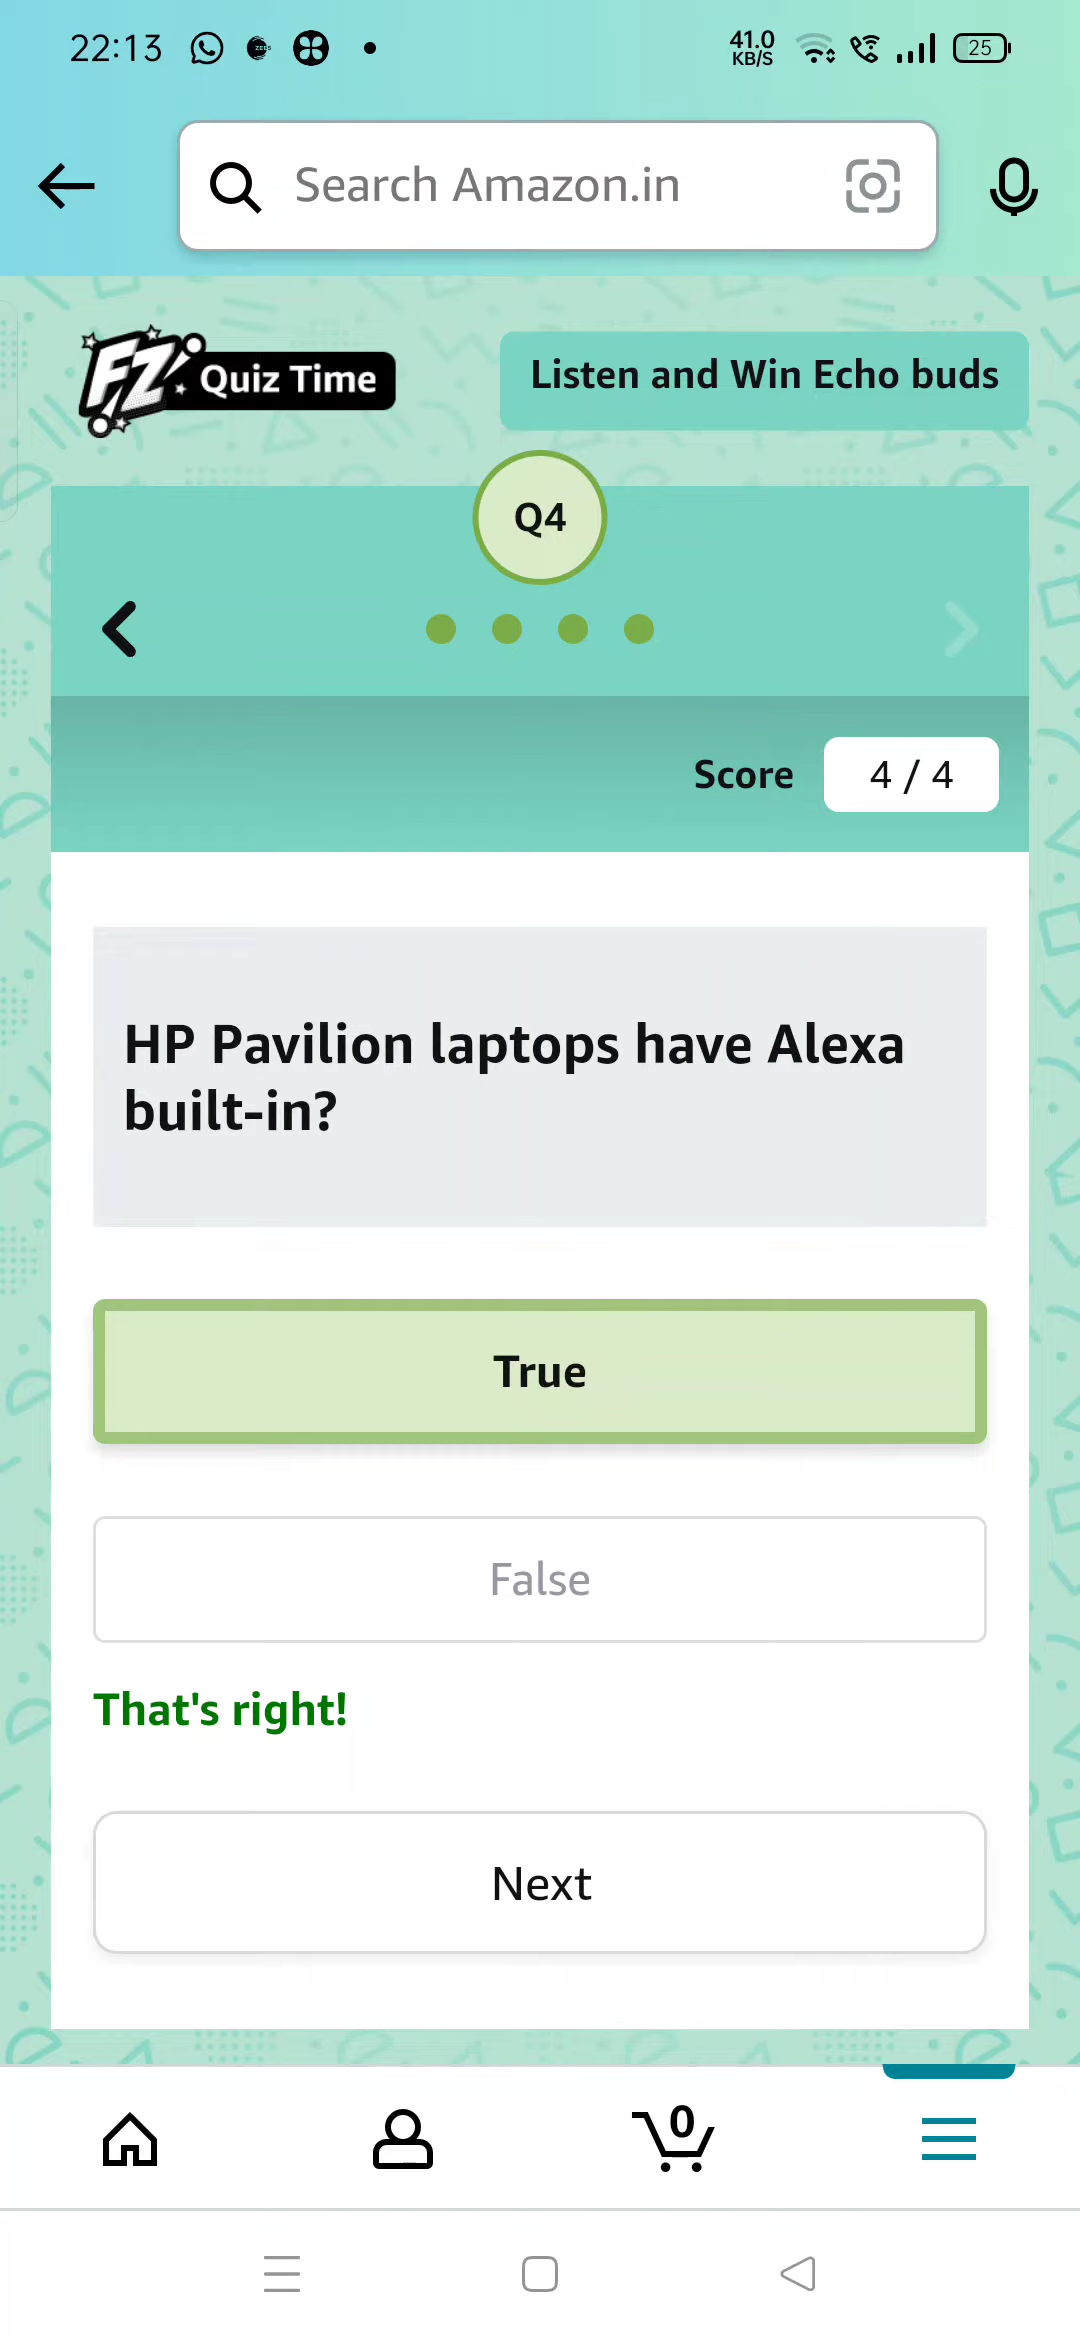 22:13
41.0
KB/S
25
Search Amazon.in
FZ Quiz Time
Listen and Win Echo buds
Q4
Score 4 / 4
HP Pavilion laptops have Alexa
built-in?
True
False
That's right!
Next
0